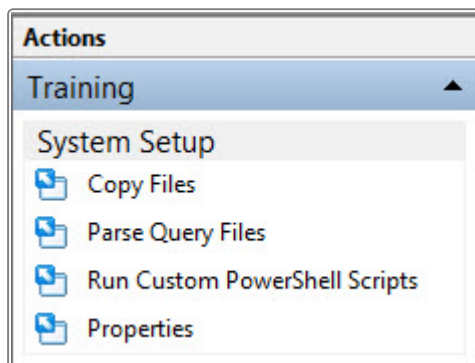 Actions
Training
System Setup
Copy Files
Parse Query Files
Run Custom PowerShell Scripts
Properties